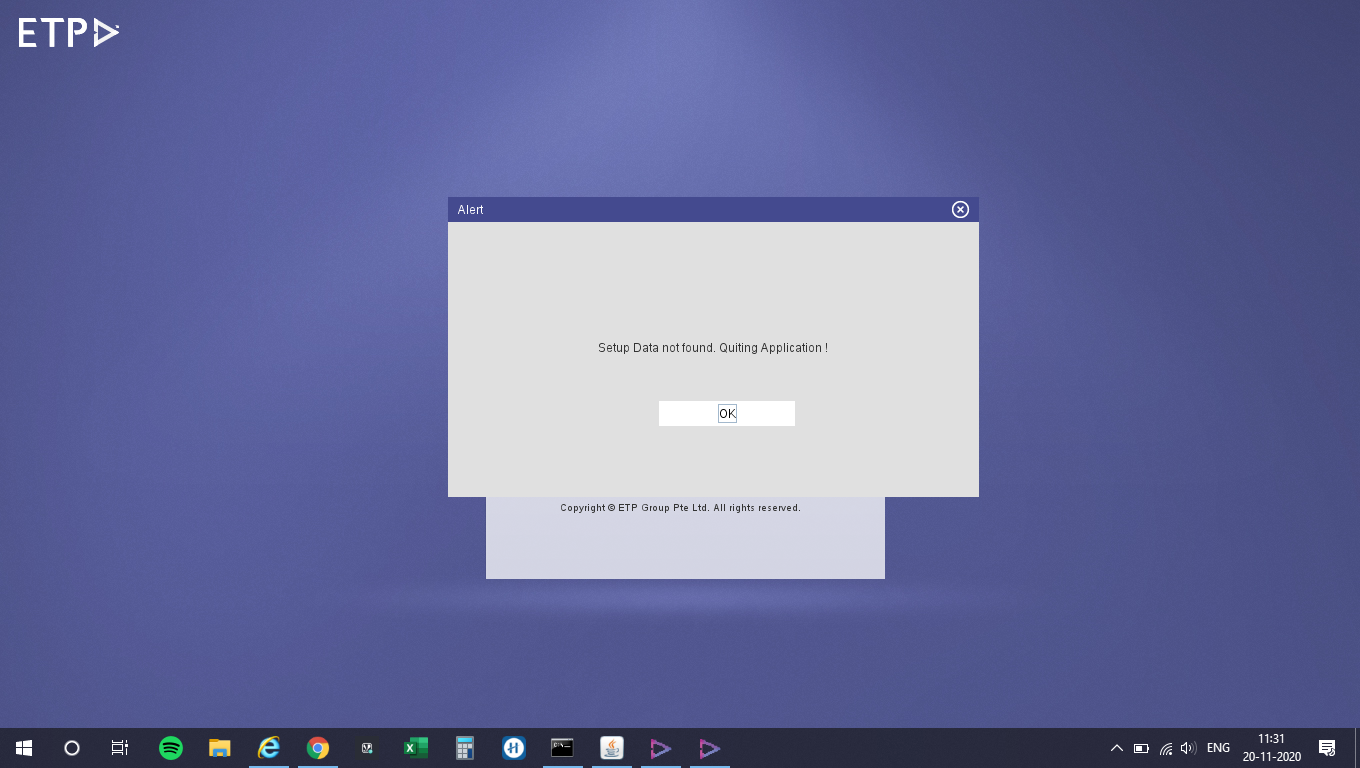 ETP
Alert
Setup Data not found. Quiting Application !
OK
Copyright © ETP Group Pte Ltd. All rights reserved.
ENG
11:31
20-11-2020